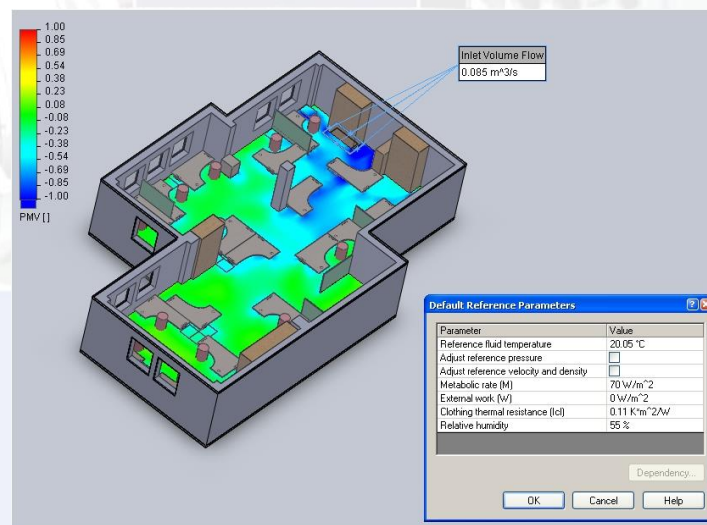 1.00
0.85
0.69
0.54
0.38
0.23
0.08
-0.08
-0.23
-0.38
-0.54
-0.69
-0.85
-1.00
PMV [ ]
Inlet Volume Flow
0.085 m^3/s
Default Reference Parameters
Parameter Value
Reference fluid temperature 20.05 °C
Adjust reference pressure
Adjust reference velocity and density
Metabolic rate (M) 70 W/m^2
External work (W) 0 W/m^2
Clothing thermal resistance (Icl) 0.11 K*m^2/W
Relative humidity 55 %
Dependency...
OK Cancel Help